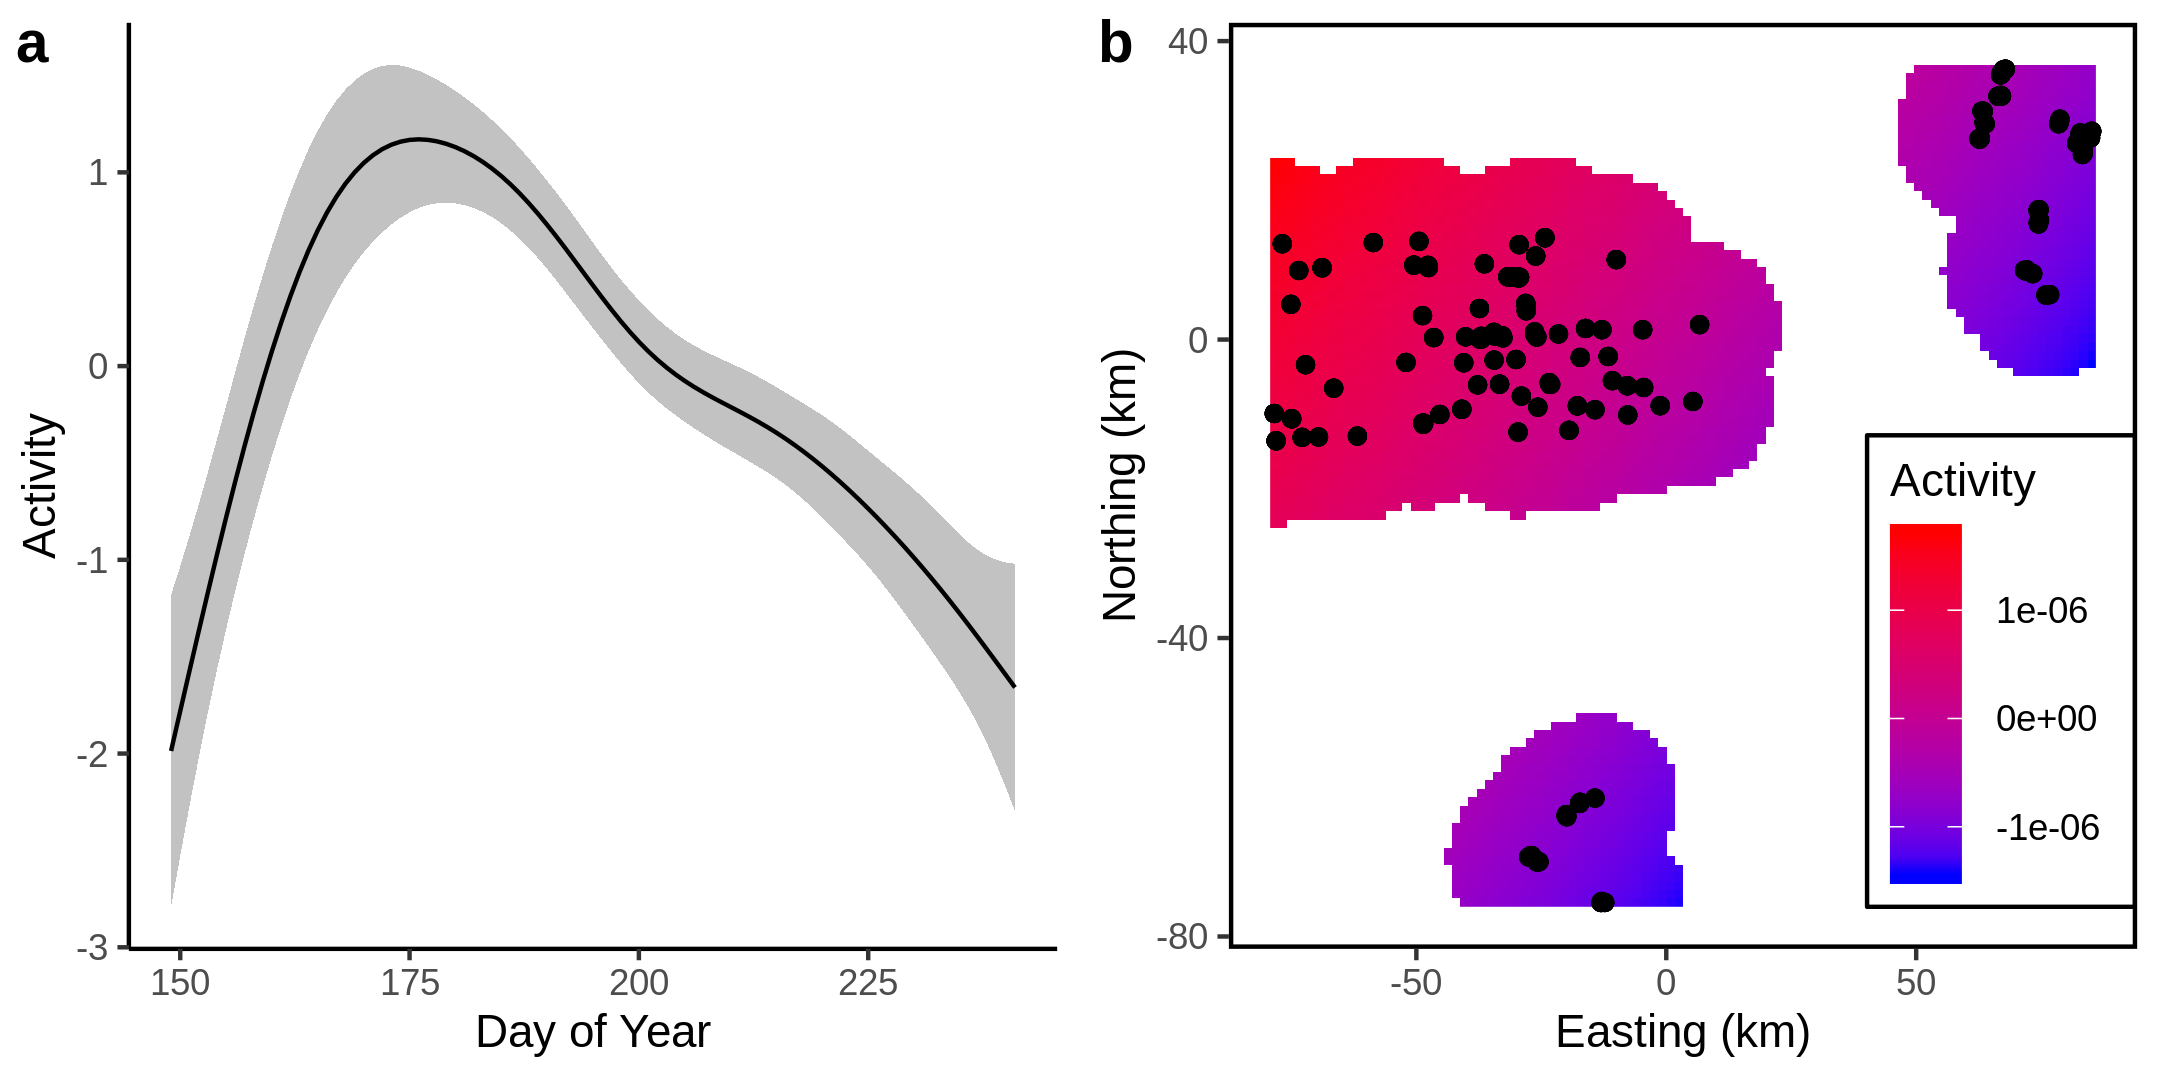 a
1
0
-1
-2
-3
Activity
150 175 200 225
Day of Year
b
40
0
-40
-80
Northing (km)
-50 0 50
Easting (km)
Activity
1e-06
0e+00
-1e-06